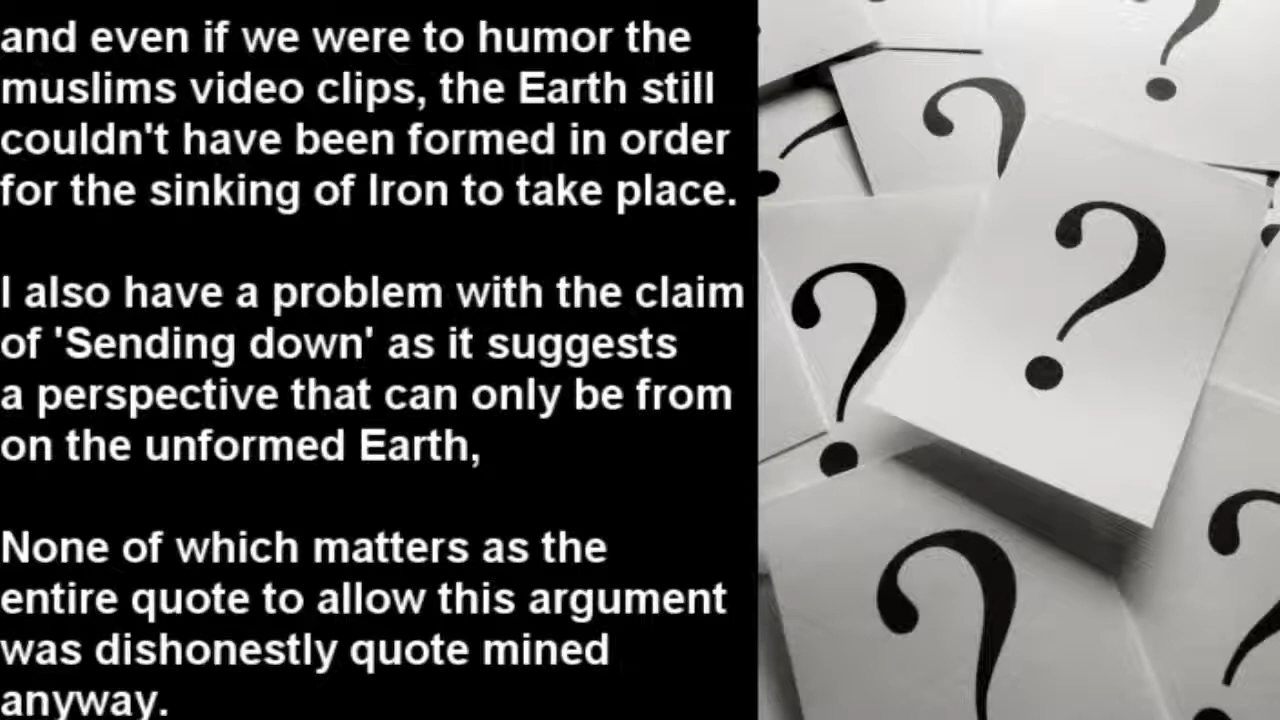 and even if we were to humor the
muslims video clips, the Earth still
couldn't have been formed in order
for the sinking of Iron to take place.
I also have a problem with the claim
of 'Sending down' as it suggests
a perspective that can only be from
on the unformed Earth,
None of which matters as the
entire quote to allow this argument
was dishonestly quote mined
anyway.